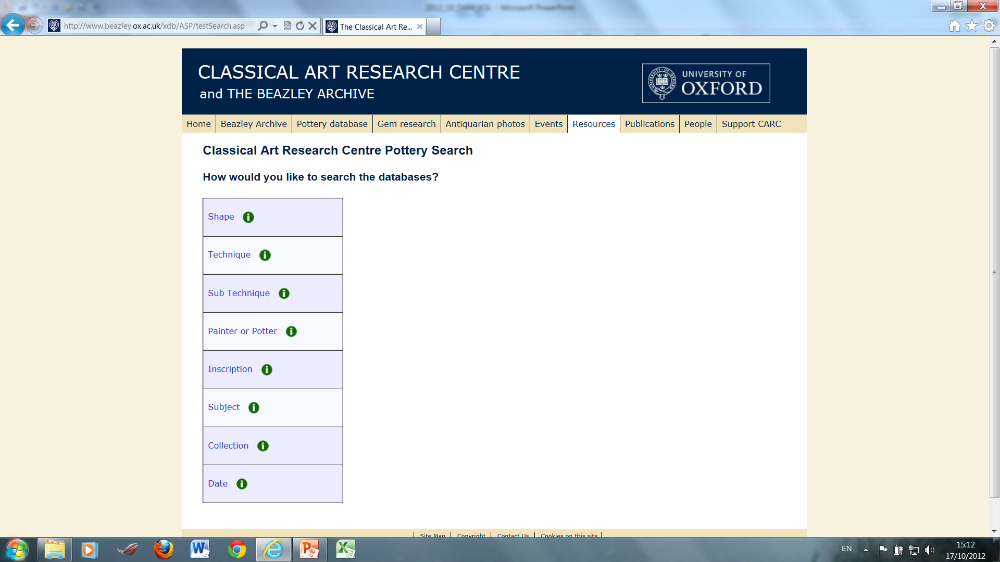 http://www.beazley.ox.ac.uk/xdb/ASP/testSearch.asp
The Classical Art Re...
CLASSICAL ART RESEARCH CENTRE
and THE BEAZLEY ARCHIVE
UNIVERSITY OF
OXFORD
Home Beazley Archive Pottery database Gem research Antiquarian photos Events Resources Publications People Support CARC
Classical Art Research Centre Pottery Search
How would you like to search the databases?
Shape
Technique
Sub Technique
Painter or Potter
Inscription
Subject
Collection
Date
Site Map Copyright Contact Us Cookies on this site
EN
15:12
17/10/2012